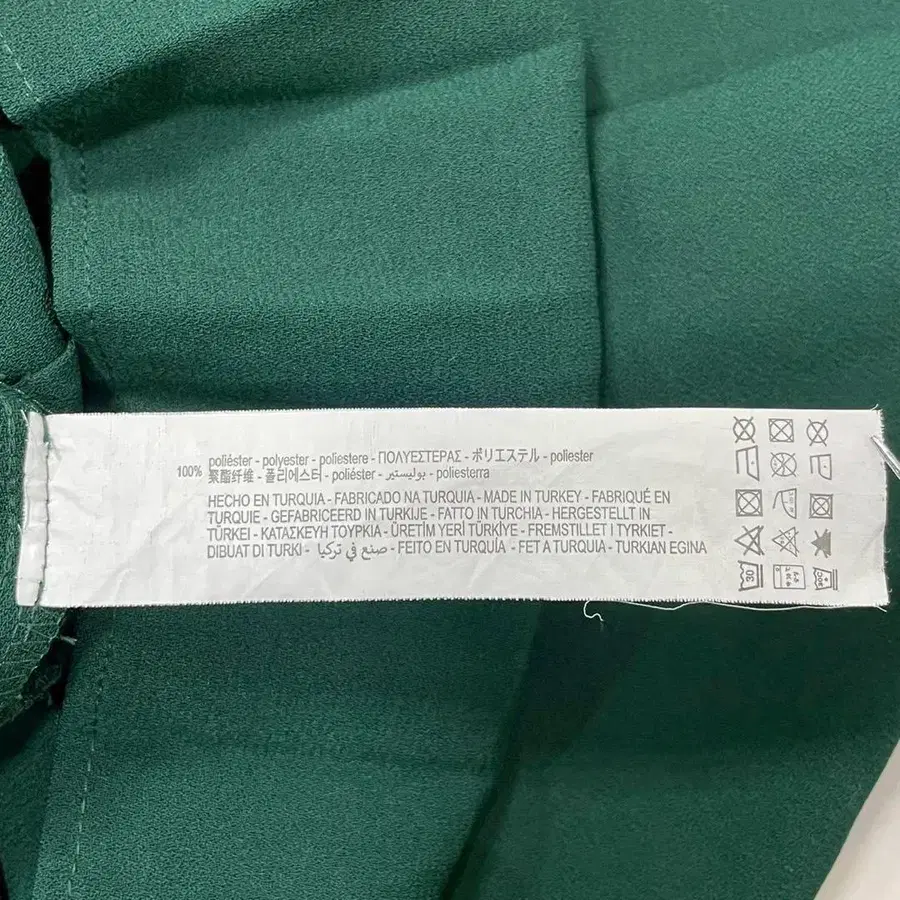 poliéster - polyester - poliestere - ΠΟΛΥΕΣΤΕΡΑΣ - ポリエステル - poliester
100% 聚酯纤维 - 폴리에스터 - polièster - بوليستير - poliesterra
HECHO EN TURQUIA - FABRICADO NA TURQUIA - MADE IN TURKEY - FABRIQUÉ EN
TURQUIE - GEFABRICEERD IN TURKIJE - FATTO IN TURCHIA - HERGESTELLT IN
TÜRKEI - ΚΑΤΑΣΚΕΥΗ ΤΟΥΡΚΙΑ - ÜRETİM YERİ TÜRKİYE - FREMSTILLET I TYRKIET -
DIBUAT DI TURKI - صنع في تركيا - FEITO EN TURQUÍA - FET A TURQUIA - TURKIAN EGINA
30